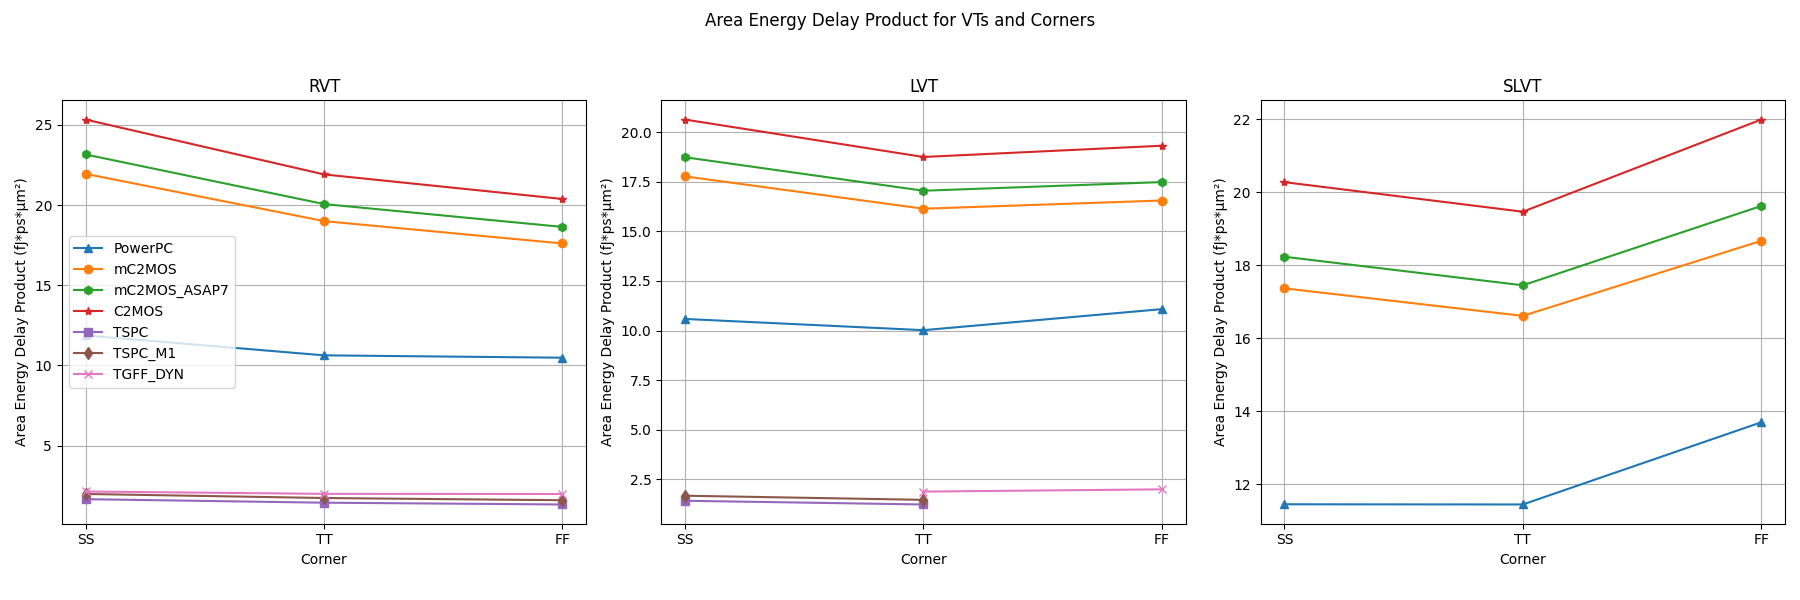 Area Energy Delay Product for VTs and Corners
RVT
Area Energy Delay Product (fJ*ps*μm²)
25
20
15
10
5
PowerPC
mC2MOS
mC2MOS_ASAP7
C2MOS
TSPC
TSPC_M1
TGFF_DYN
SS
TT
FF
Corner
LVT
Area Energy Delay Product (fJ*ps*μm²)
20.0
17.5
15.0
12.5
10.0
7.5
5.0
2.5
SS
TT
FF
Corner
SLVT
Area Energy Delay Product (fJ*ps*μm²)
22
20
18
16
14
12
SS
TT
FF
Corner